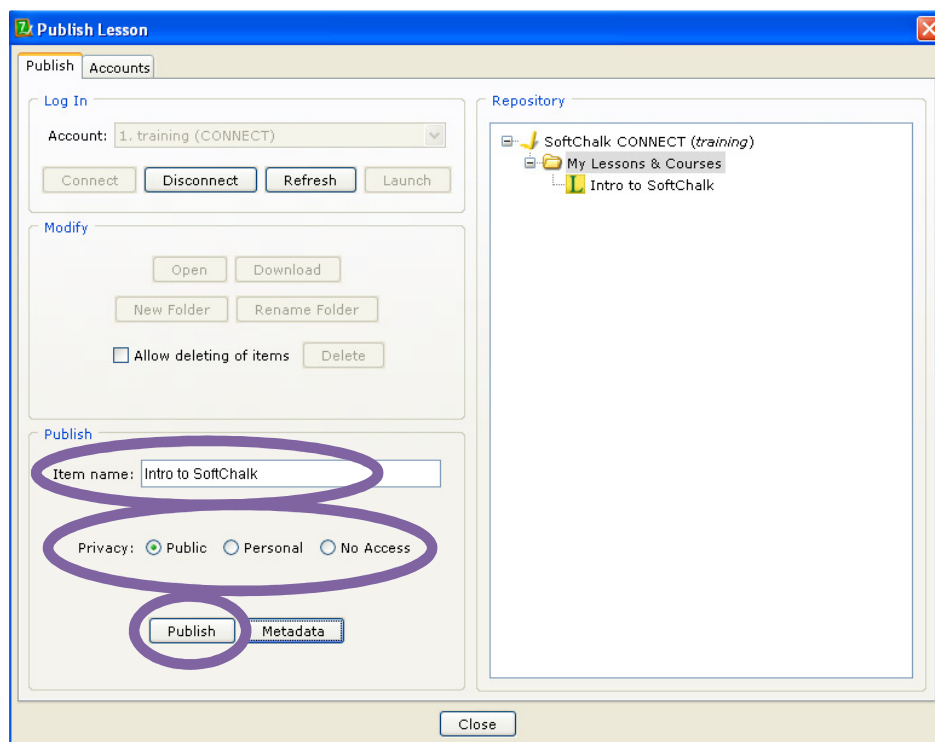 Publish Lesson
Publish Accounts
Log In
Account: 1. training (CONNECT)
Connect Disconnect Refresh Launch
Modify
Open Download
New Folder Rename Folder
Allow deleting of items Delete
Publish
Item name: Intro to SoftChalk
Privacy: Public Personal No Access
Publish Metadata
Repository
SoftChalk CONNECT (training)
My Lessons & Courses
L Intro to SoftChalk
Close